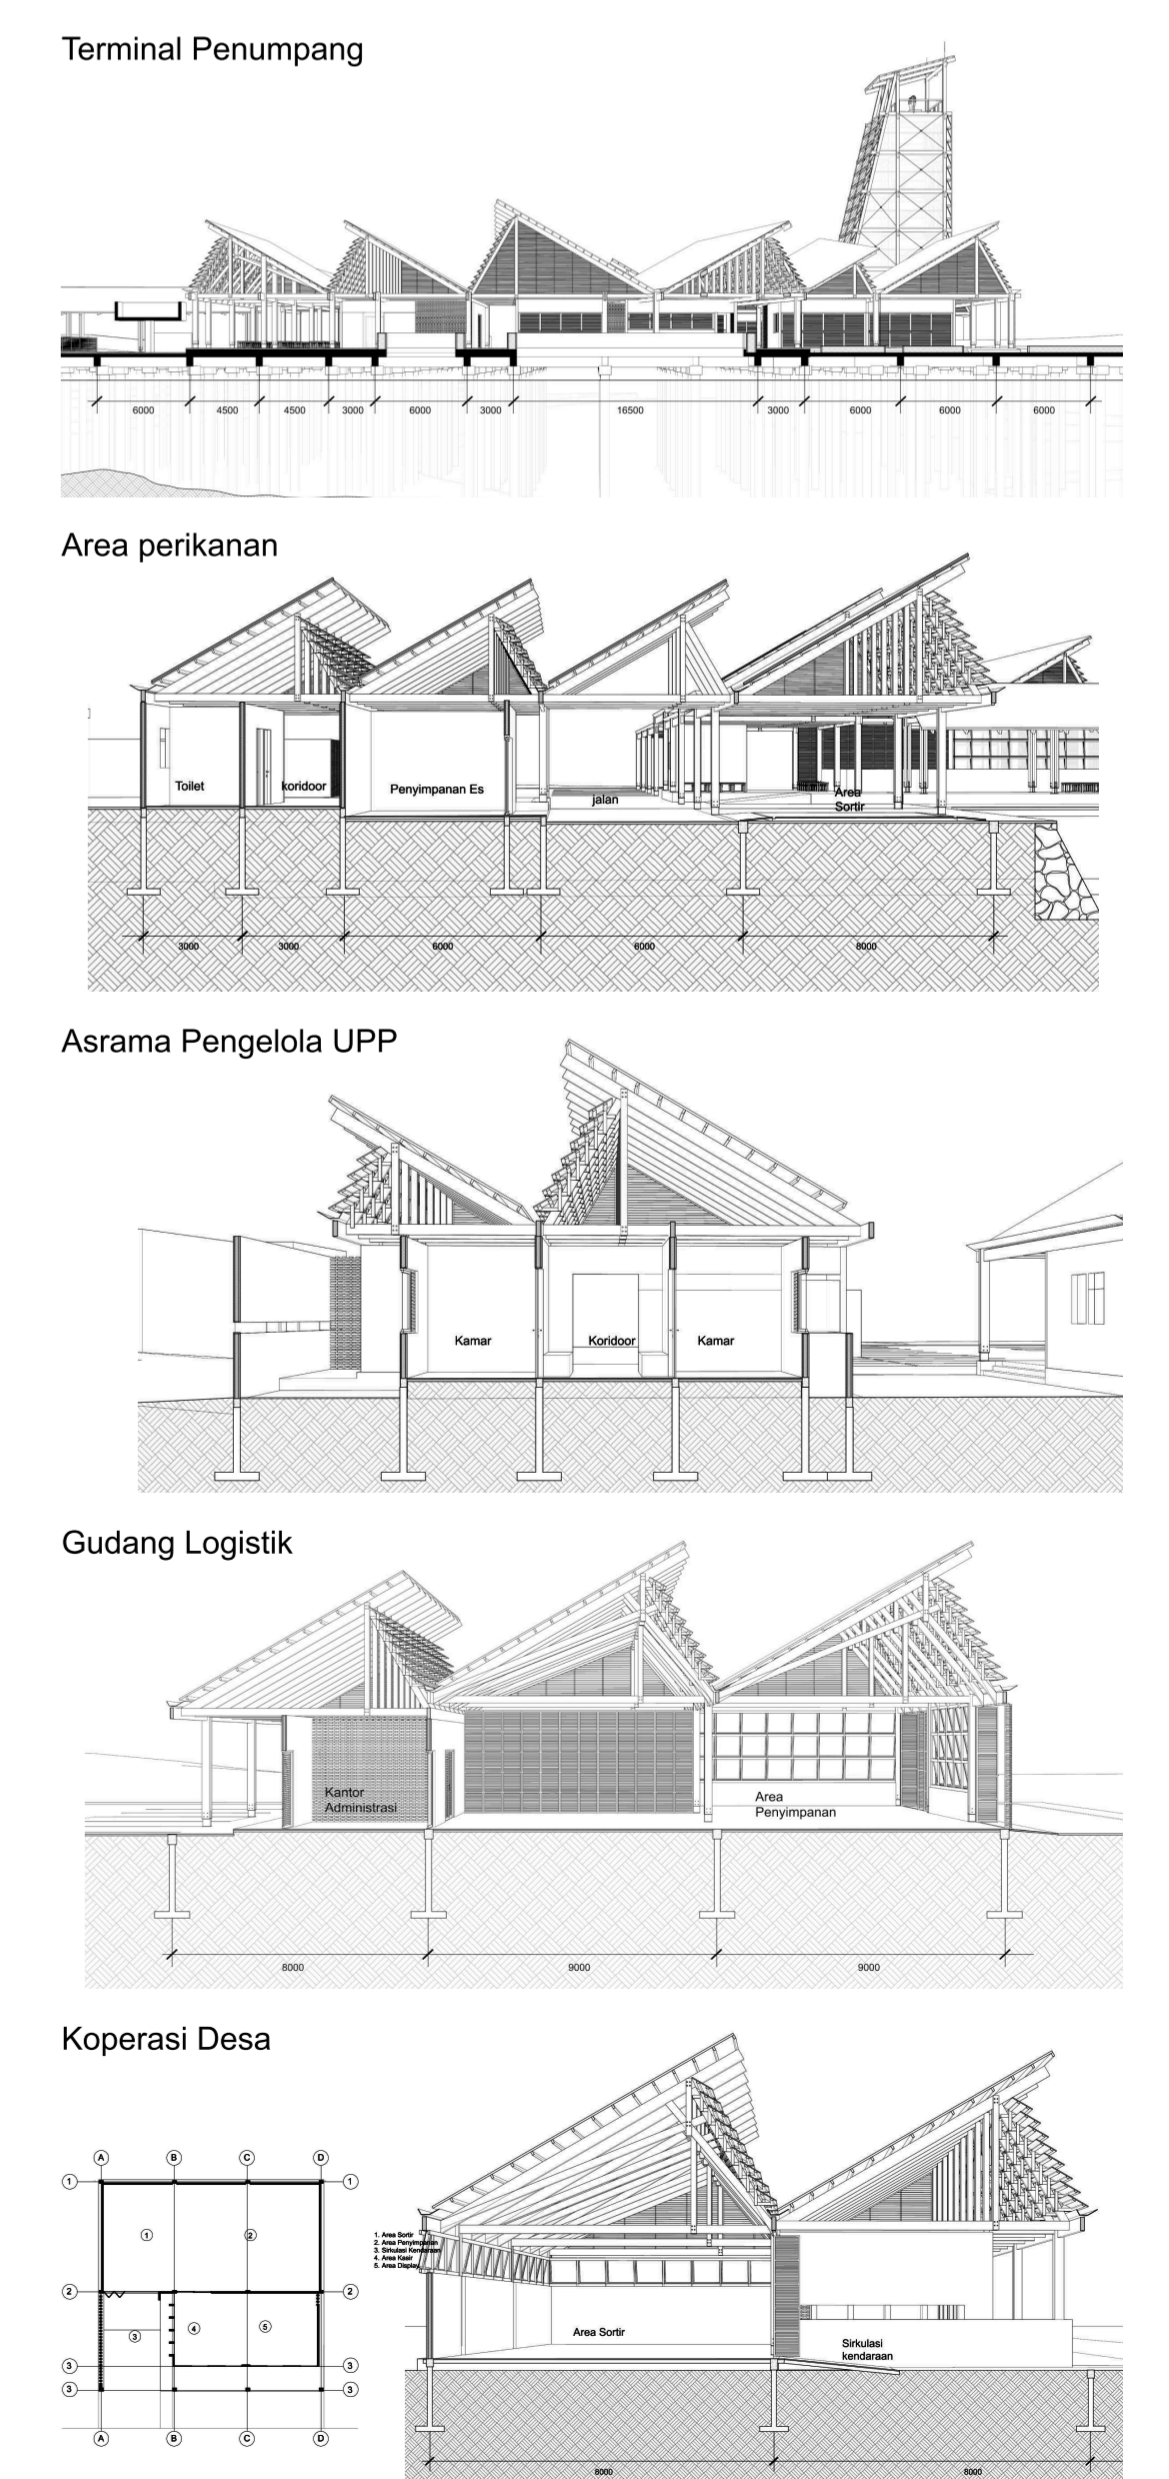 Terminal Penumpang
6000 4500 4500 3000 6000 3000 16500 3000 6000 6000 6000
Area perikanan
Toilet koridoor Penyimpanan Es jalan Area
Sortir
3000 3000 6000 6000 8000
Asrama Pengelola UPP
Kamar Koridoor Kamar
Gudang Logistik
Kantor
Administrasi
Area
Penyimpanan
8000 9000 9000
Koperasi Desa
A B C D
1 1
1 2
2 2
3 4 5
3 3
3 3
A B C D
1. Area Sortir
2. Area Penyimpanan
3. Sirkulasi Kendaraan
4. Area Kasir
5. Area Display
Area Sortir
Sirkulasi
kendaraan
8000 8000